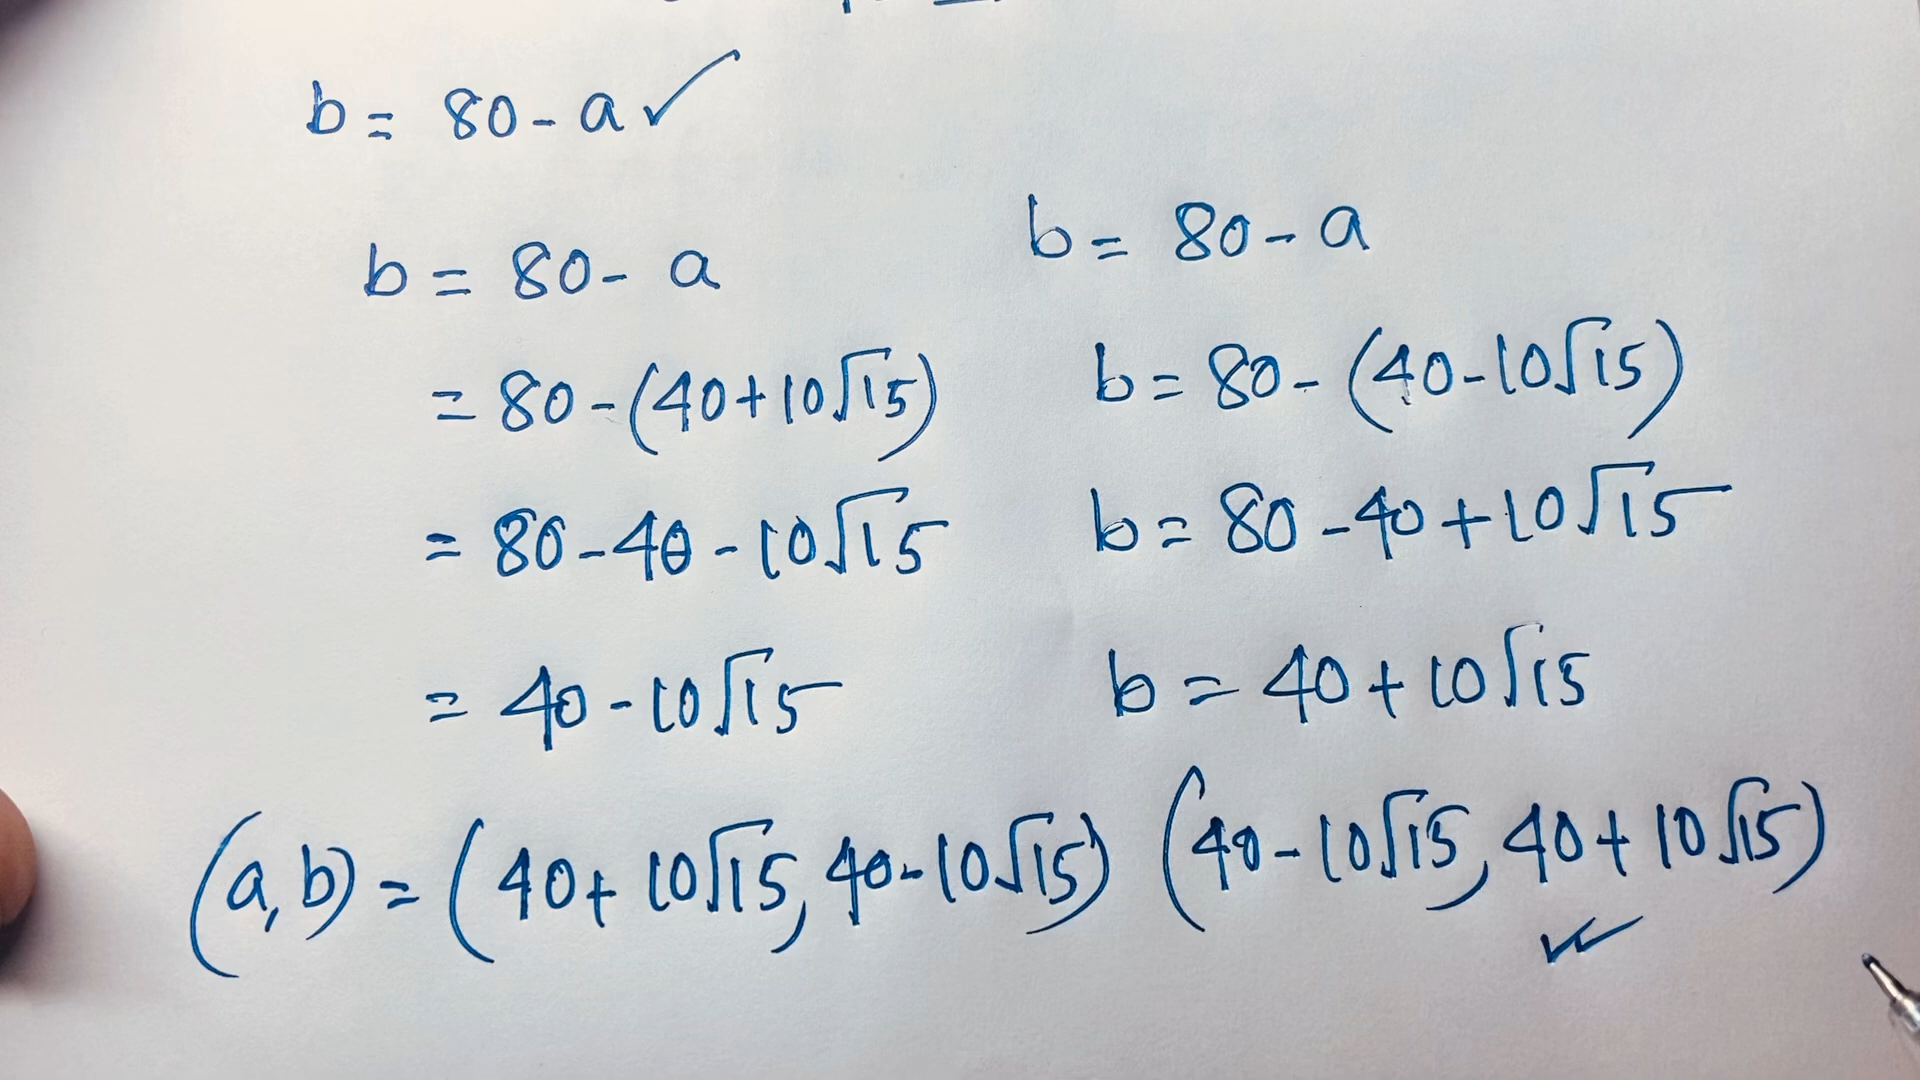 b = 80 - a ✓
b = 80 - a
= 80 - (40 + 10√15)
= 80 - 40 - 10√15
= 40 - 10√15
b = 80 - a
b = 80 - (40 - 10√15)
b = 80 - 40 + 10√15
b = 40 + 10√15
(a, b) = (40 + 10√15, 40 - 10√15) (40 - 10√15, 40 + 10√15)